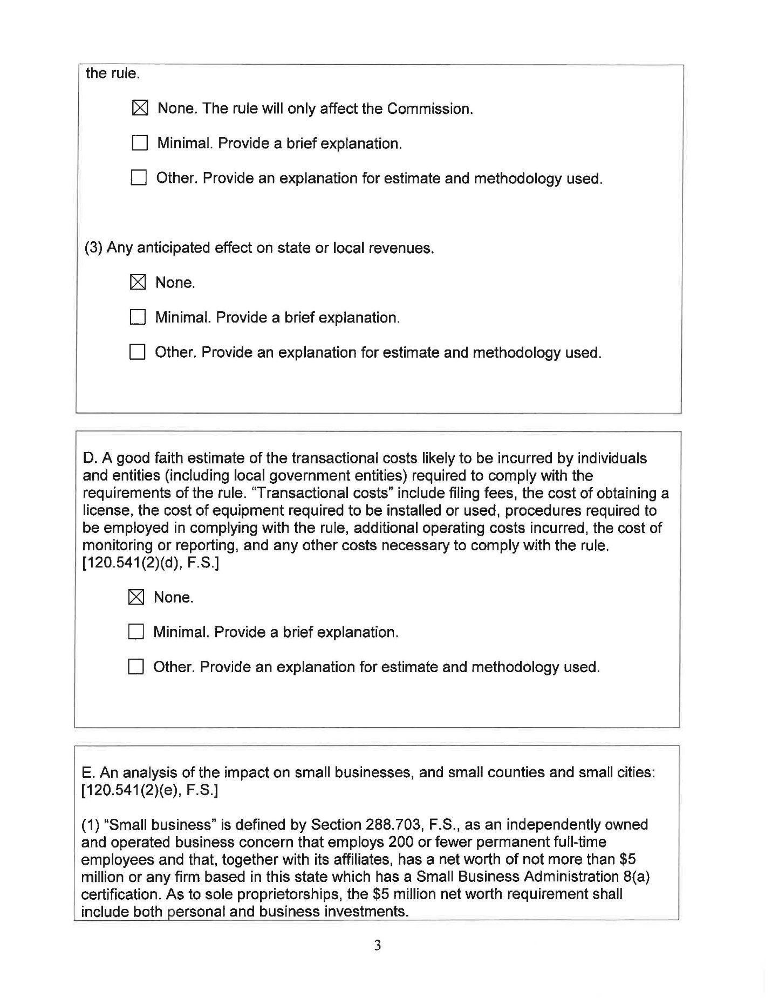 the rule.
☒ None. The rule will only affect the Commission.
☐ Minimal. Provide a brief explanation.
☐ Other. Provide an explanation for estimate and methodology used.
(3) Any anticipated effect on state or local revenues.
☒ None.
☐ Minimal. Provide a brief explanation.
☐ Other. Provide an explanation for estimate and methodology used.
D. A good faith estimate of the transactional costs likely to be incurred by individuals
and entities (including local government entities) required to comply with the
requirements of the rule. “Transactional costs” include filing fees, the cost of obtaining a
license, the cost of equipment required to be installed or used, procedures required to
be employed in complying with the rule, additional operating costs incurred, the cost of
monitoring or reporting, and any other costs necessary to comply with the rule.
[120.541(2)(d), F.S.]
☒ None.
☐ Minimal. Provide a brief explanation.
☐ Other. Provide an explanation for estimate and methodology used.
E. An analysis of the impact on small businesses, and small counties and small cities:
[120.541(2)(e), F.S.]
(1) “Small business” is defined by Section 288.703, F.S., as an independently owned
and operated business concern that employs 200 or fewer permanent full-time
employees and that, together with its affiliates, has a net worth of not more than $5
million or any firm based in this state which has a Small Business Administration 8(a)
certification. As to sole proprietorships, the $5 million net worth requirement shall
include both personal and business investments.
3